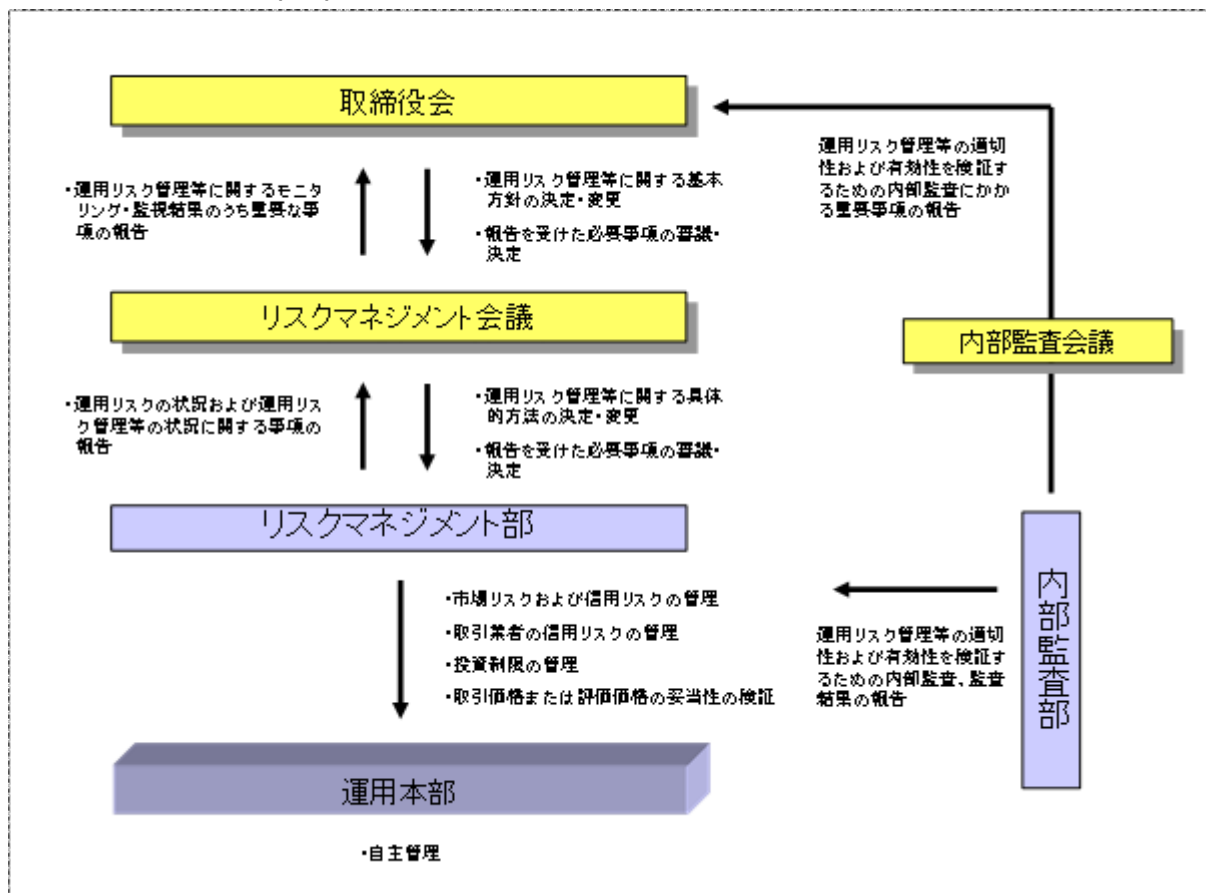 取締役会
・運用リスク管理等に関するモニ
タリング・監視結果のうち重要な事
項の報告
・運用リスク管理等に関する基本
方針の決定・変更
・報告を受けた必要事項の審議・
決定
運用リスク管理等の適切
性および有効性を検証す
るための内部監査にかか
る重要事項の報告
リスクマネジメント会議
内部監査会議
・運用リスクの状況および運用リス
ク管理等の状況に関する事項の
報告
・運用リスク管理等に関する具体
的方法の決定・変更
・報告を受けた必要事項の審議・
決定
リスクマネジメント部
内部監査部
・市場リスクおよび信用リスクの管理
・取引業者の信用リスクの管理
・投資制限の管理
・取引価格または評価価格の妥当性の検証
運用リスク管理等の適切
性および有効性を検証す
るための内部監査、監査
結果の報告
運用本部
・自主管理